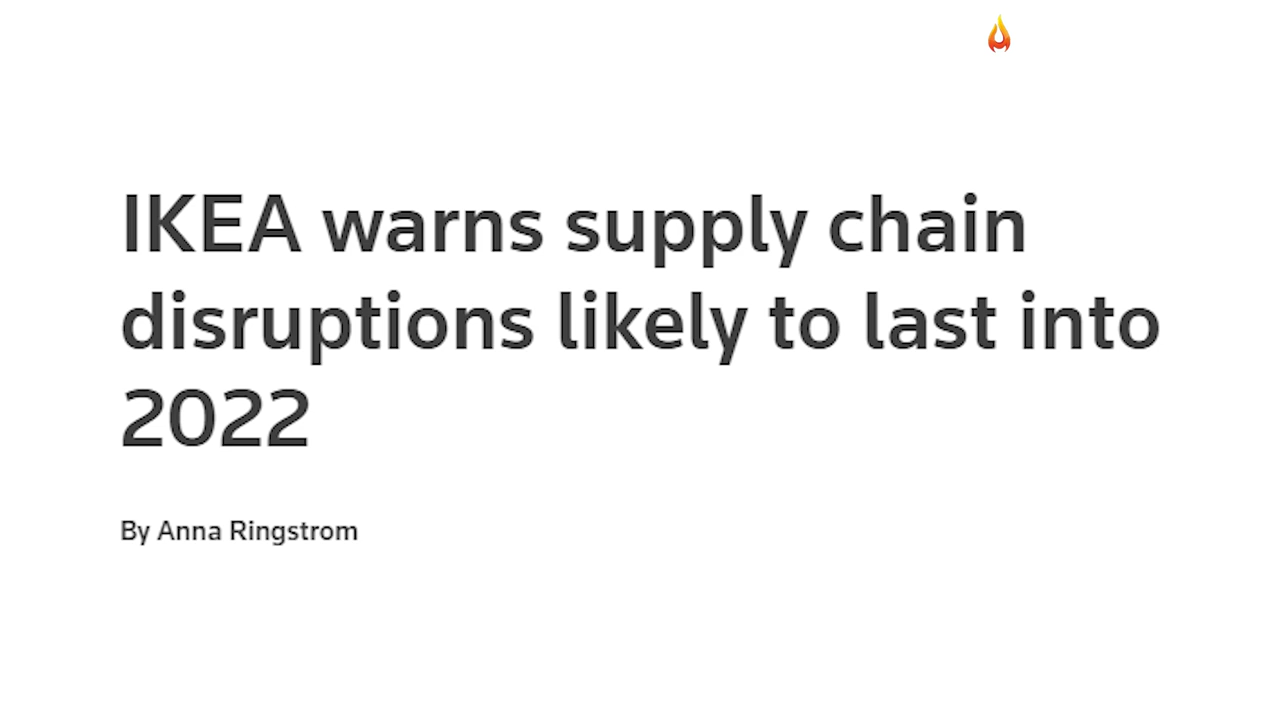 IKEA warns supply chain
disruptions likely to last into
2022
By Anna Ringstrom